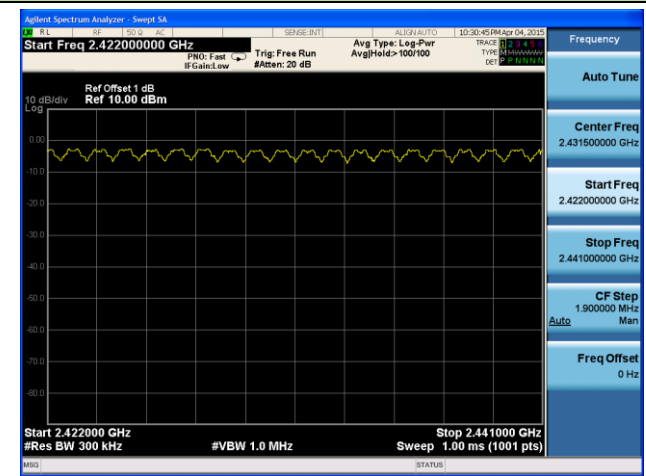 Agilent Spectrum Analyzer - Swept SA
RL RF 50 Ω AC SENSE:INT ALIGN AUTO 10:30:45 PM Apr 04, 2015
Start Freq 2.422000000 GHz
PNO: Fast
IFGain:Low
Trig: Free Run
#Atten: 20 dB
Avg Type: Log-Pwr
Avg|Hold>100/100
TRACE 1 2 3 4 5 6
TYPE
DET P P N N N N
Ref Offset 1 dB
10 dB/div Ref 10.00 dBm
Log
0.00
-10.0
-20.0
-30.0
-40.0
-50.0
-60.0
-70.0
-80.0
Start 2.422000 GHz
Stop 2.441000 GHz
#Res BW 300 kHz
#VBW 1.0 MHz
Sweep 1.00 ms (1001 pts)
MSG
STATUS
Frequency
Auto Tune
Center Freq
2.431500000 GHz
Start Freq
2.422000000 GHz
Stop Freq
2.441000000 GHz
CF Step
1.900000 MHz
Auto Man
Freq Offset
0 Hz